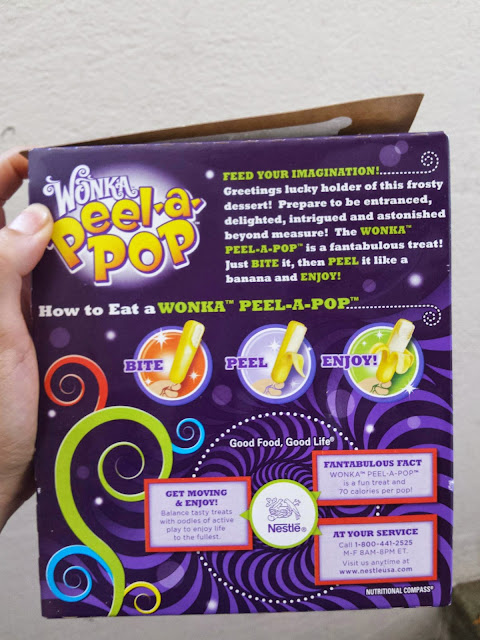 WONKA
Peel-a-
POP
FEED YOUR IMAGINATION!
Greetings lucky holder of this frosty
dessert! Prepare to be entranced,
delighted, intrigued and astonished
beyond measure! The WONKA™
PEEL-A-POP™ is a fantabulous treat!
Just BITE it, then PEEL it like a
banana and ENJOY!
How to Eat a WONKA™ PEEL-A-POP™
BITE
PEEL
ENJOY!
Good Food, Good Life®
GET MOVING
& ENJOY!
Balance tasty treats
with oodles of active
play to enjoy life
to the fullest.
Nestlé®
FANTABULOUS FACT
WONKA™ PEEL-A-POP™
is a fun treat and
70 calories per pop!
AT YOUR SERVICE
Call 1-800-441-2525
M-F 8AM-8PM ET.
Visit us anytime at
www.nestleusa.com
NUTRITIONAL COMPASS®